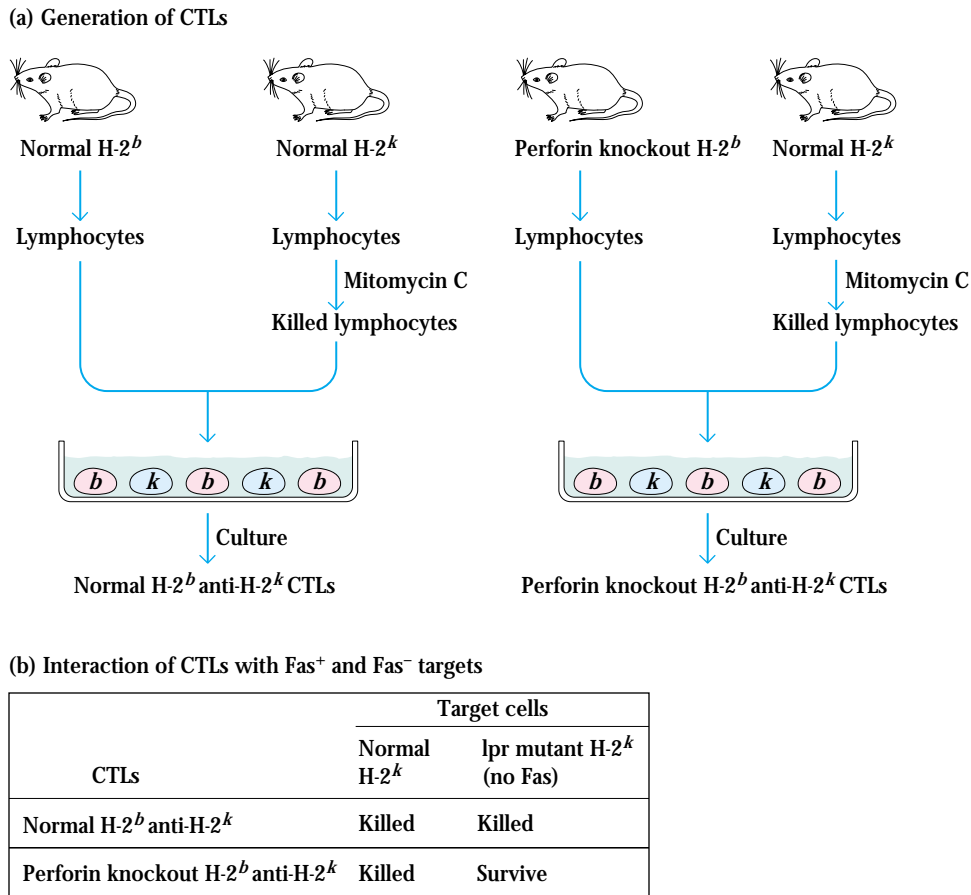 (a) Generation of CTLs
Normal H-2ᵇ
Normal H-2ᵏ
Perforin knockout H-2ᵇ
Normal H-2ᵏ
Lymphocytes
Lymphocytes
Lymphocytes
Lymphocytes
Mitomycin C
Mitomycin C
Killed lymphocytes
Killed lymphocytes
b k b k b
b k b k b
Culture
Culture
Normal H-2ᵇ anti-H-2ᵏ CTLs
Perforin knockout H-2ᵇ anti-H-2ᵏ CTLs
(b) Interaction of CTLs with Fas⁺ and Fas⁻ targets
Target cells
CTLs
Normal
H-2ᵏ
lpr mutant H-2ᵏ
(no Fas)
Normal H-2ᵇ anti-H-2ᵏ Killed Killed
Perforin knockout H-2ᵇ anti-H-2ᵏ Killed Survive